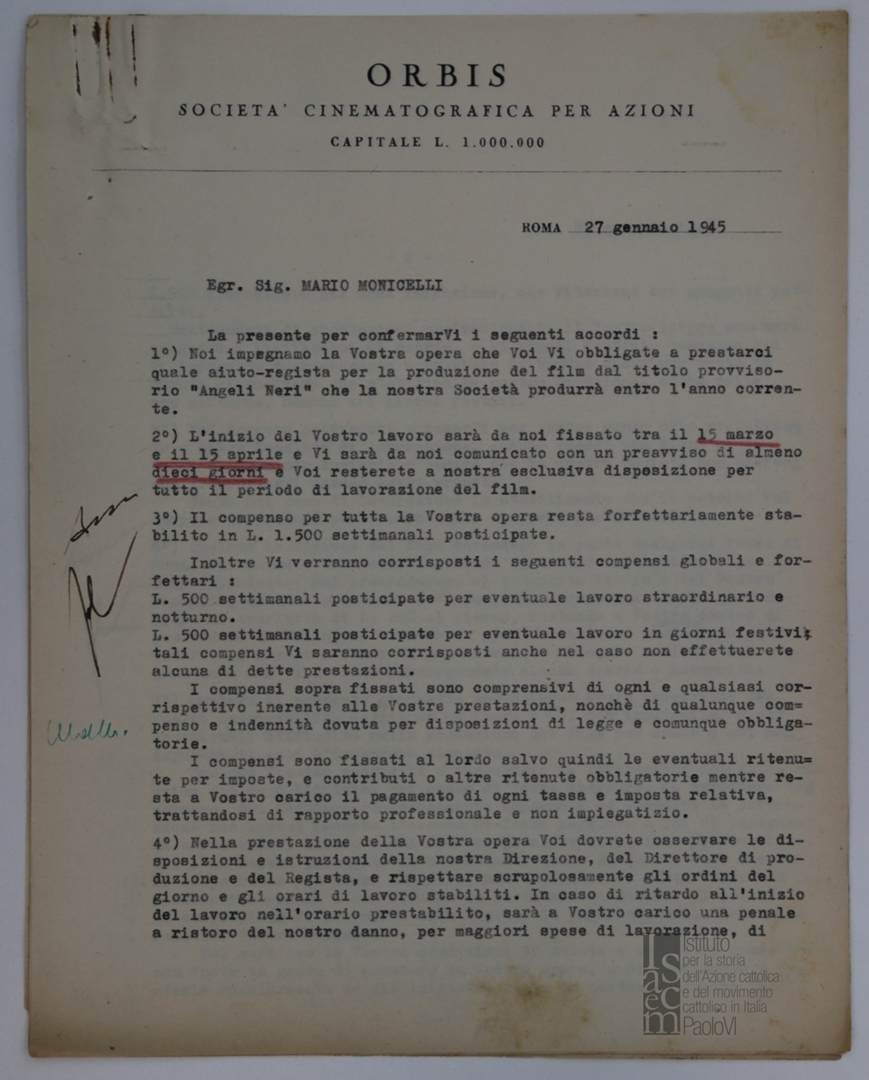 ORBIS
SOCIETA' CINEMATOGRAFICA PER AZIONI
CAPITALE L. 1.000.000
ROMA 27 gennaio 1945
Egr. Sig. MARIO MONICELLI
La presente per confermarVi i seguenti accordi :
1°) Noi impegnamo la Vostra opera che Voi Vi obbligate a prestarci
quale aiuto-regista per la produzione del film dal titolo provviso-
rio "Angeli Neri" che la nostra Società produrrà entro l'anno corren-
te.
2°) L'inizio del Vostro lavoro sarà da noi fissato tra il 15 marzo
e il 15 aprile e Vi sarà da noi comunicato con un preavviso di almeno
dieci giorni e Voi resterete a nostra esclusiva disposizione per
tutto il periodo di lavorazione del film.
3°) Il compenso per tutta la Vostra opera resta forfettariamente sta-
bilito in L. 1.500 settimanali posticipate.
Inoltre Vi verranno corrisposti i seguenti compensi globali e for-
fettari :
L. 500 settimanali posticipate per eventuale lavoro straordinario e
notturno.
L. 500 settimanali posticipate per eventuale lavoro in giorni festivi;
tali compensi Vi saranno corrisposti anche nel caso non effettuerete
alcuna di dette prestazioni.
I compensi sopra fissati sono comprensivi di ogni e qualsiasi cor-
rispettivo inerente alle Vostre prestazioni, nonchè di qualunque com=
penso e indennità dovuta per disposizioni di legge e comunque obbliga-
torie.
I compensi sono fissati al lordo salvo quindi le eventuali ritenu=
te per imposte, e contributi o altre ritenute obbligatorie mentre re-
sta a Vostro carico il pagamento di ogni tassa e imposta relativa,
trattandosi di rapporto professionale e non impiegatizio.
4°) Nella prestazione della Vostra opera Voi dovrete osservare le di-
sposizioni e istruzioni della nostra Direzione, del Direttore di pro-
duzione e del Regista, e rispettare scrupolosamente gli ordini del
giorno e gli orari di lavoro stabiliti. In caso di ritardo all'inizio
del lavoro nell'orario prestabilito, sarà a Vostro carico una penale
a ristoro del nostro danno, per maggiori spese di lavorazione, di
Isacem
Istituto
per la storia
dell'Azione cattolica
e del movimento
cattolico in Italia
PaoloVI